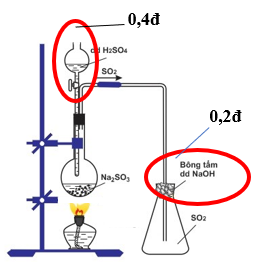 0,4đ
dd H2SO4
SO2
0,2đ
Bông tẩm
dd NaOH
Na2SO3
SO2